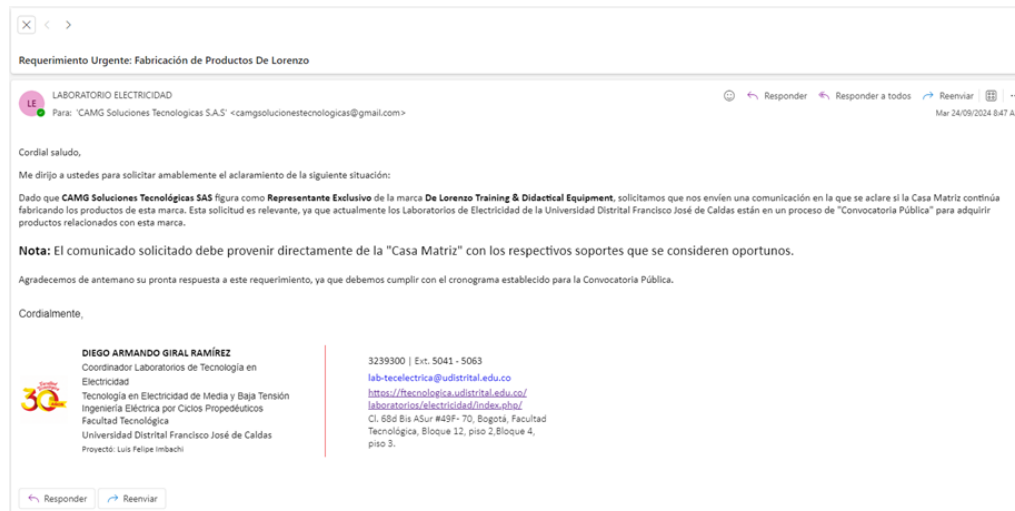 Requerimiento Urgente: Fabricación de Productos De Lorenzo
LE
LABORATORIO ELECTRICIDAD
Para: 'CAMG Soluciones Tecnologicas S.A.S' <camgsolucionestecnologicas@gmail.com>
Responder
Responder a todos
Reenviar
Mar 24/09/2024 8:47 A
Cordial saludo,
Me dirijo a ustedes para solicitar amablemente el aclaramiento de la siguiente situación:
Dado que CAMG Soluciones Tecnológicas SAS figura como Representante Exclusivo de la marca De Lorenzo Training & Didactical Equipment, solicitamos que nos envíen una comunicación en la que se aclare si la Casa Matriz continúa
fabricando los productos de esta marca. Esta solicitud es relevante, ya que actualmente los Laboratorios de Electricidad de la Universidad Distrital Francisco José de Caldas están en un proceso de "Convocatoria Pública" para adquirir
productos relacionados con esta marca.
Nota: El comunicado solicitado debe provenir directamente de la "Casa Matriz" con los respectivos soportes que se consideren oportunos.
Agradecemos de antemano su pronta respuesta a este requerimiento, ya que debemos cumplir con el cronograma establecido para la Convocatoria Pública.
Cordialmente,
30
DIEGO ARMANDO GIRAL RAMÍREZ
Coordinador Laboratorios de Tecnología en
Electricidad
Tecnología en Electricidad de Media y Baja Tensión
Ingeniería Eléctrica por Ciclos Propedéuticos
Facultad Tecnológica
Universidad Distrital Francisco José de Caldas
Proyectó: Luis Felipe Imbachi
3239300 | Ext. 5041 - 5063
lab-tecelectrica@udistrital.edu.co
https://ftecnologica.udistrital.edu.co/
laboratorios/electricidad/index.php/
Cl. 68d Bis ASur #49F- 70, Bogotá, Facultad
Tecnológica, Bloque 12, piso 2,Bloque 4,
piso 3.
Responder
Reenviar